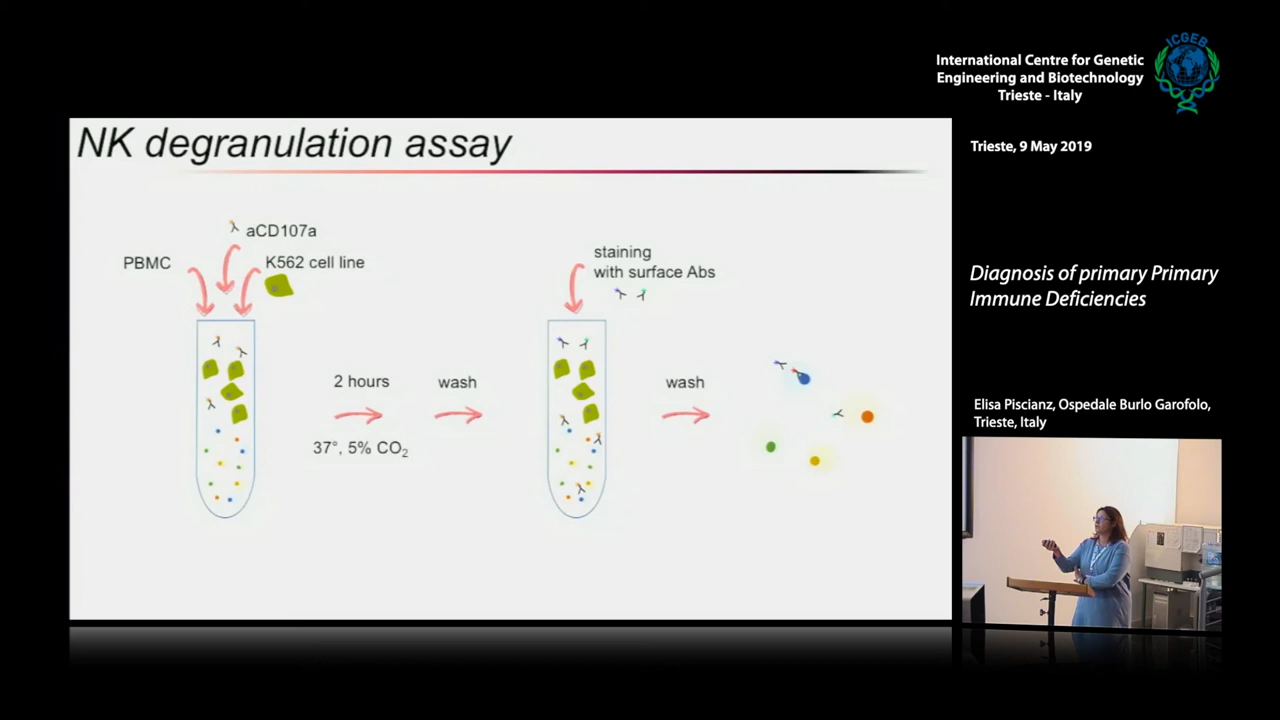 NK degranulation assay
aCD107a
PBMC
K562 cell line
staining
with surface Abs
2 hours
wash
wash
37°, 5% CO₂
International Centre for Genetic
Engineering and Biotechnology
Trieste - Italy
ICGEB
Trieste, 9 May 2019
Diagnosis of primary Primary
Immune Deficiencies
Elisa Piscianz, Ospedale Burlo Garofolo,
Trieste, Italy